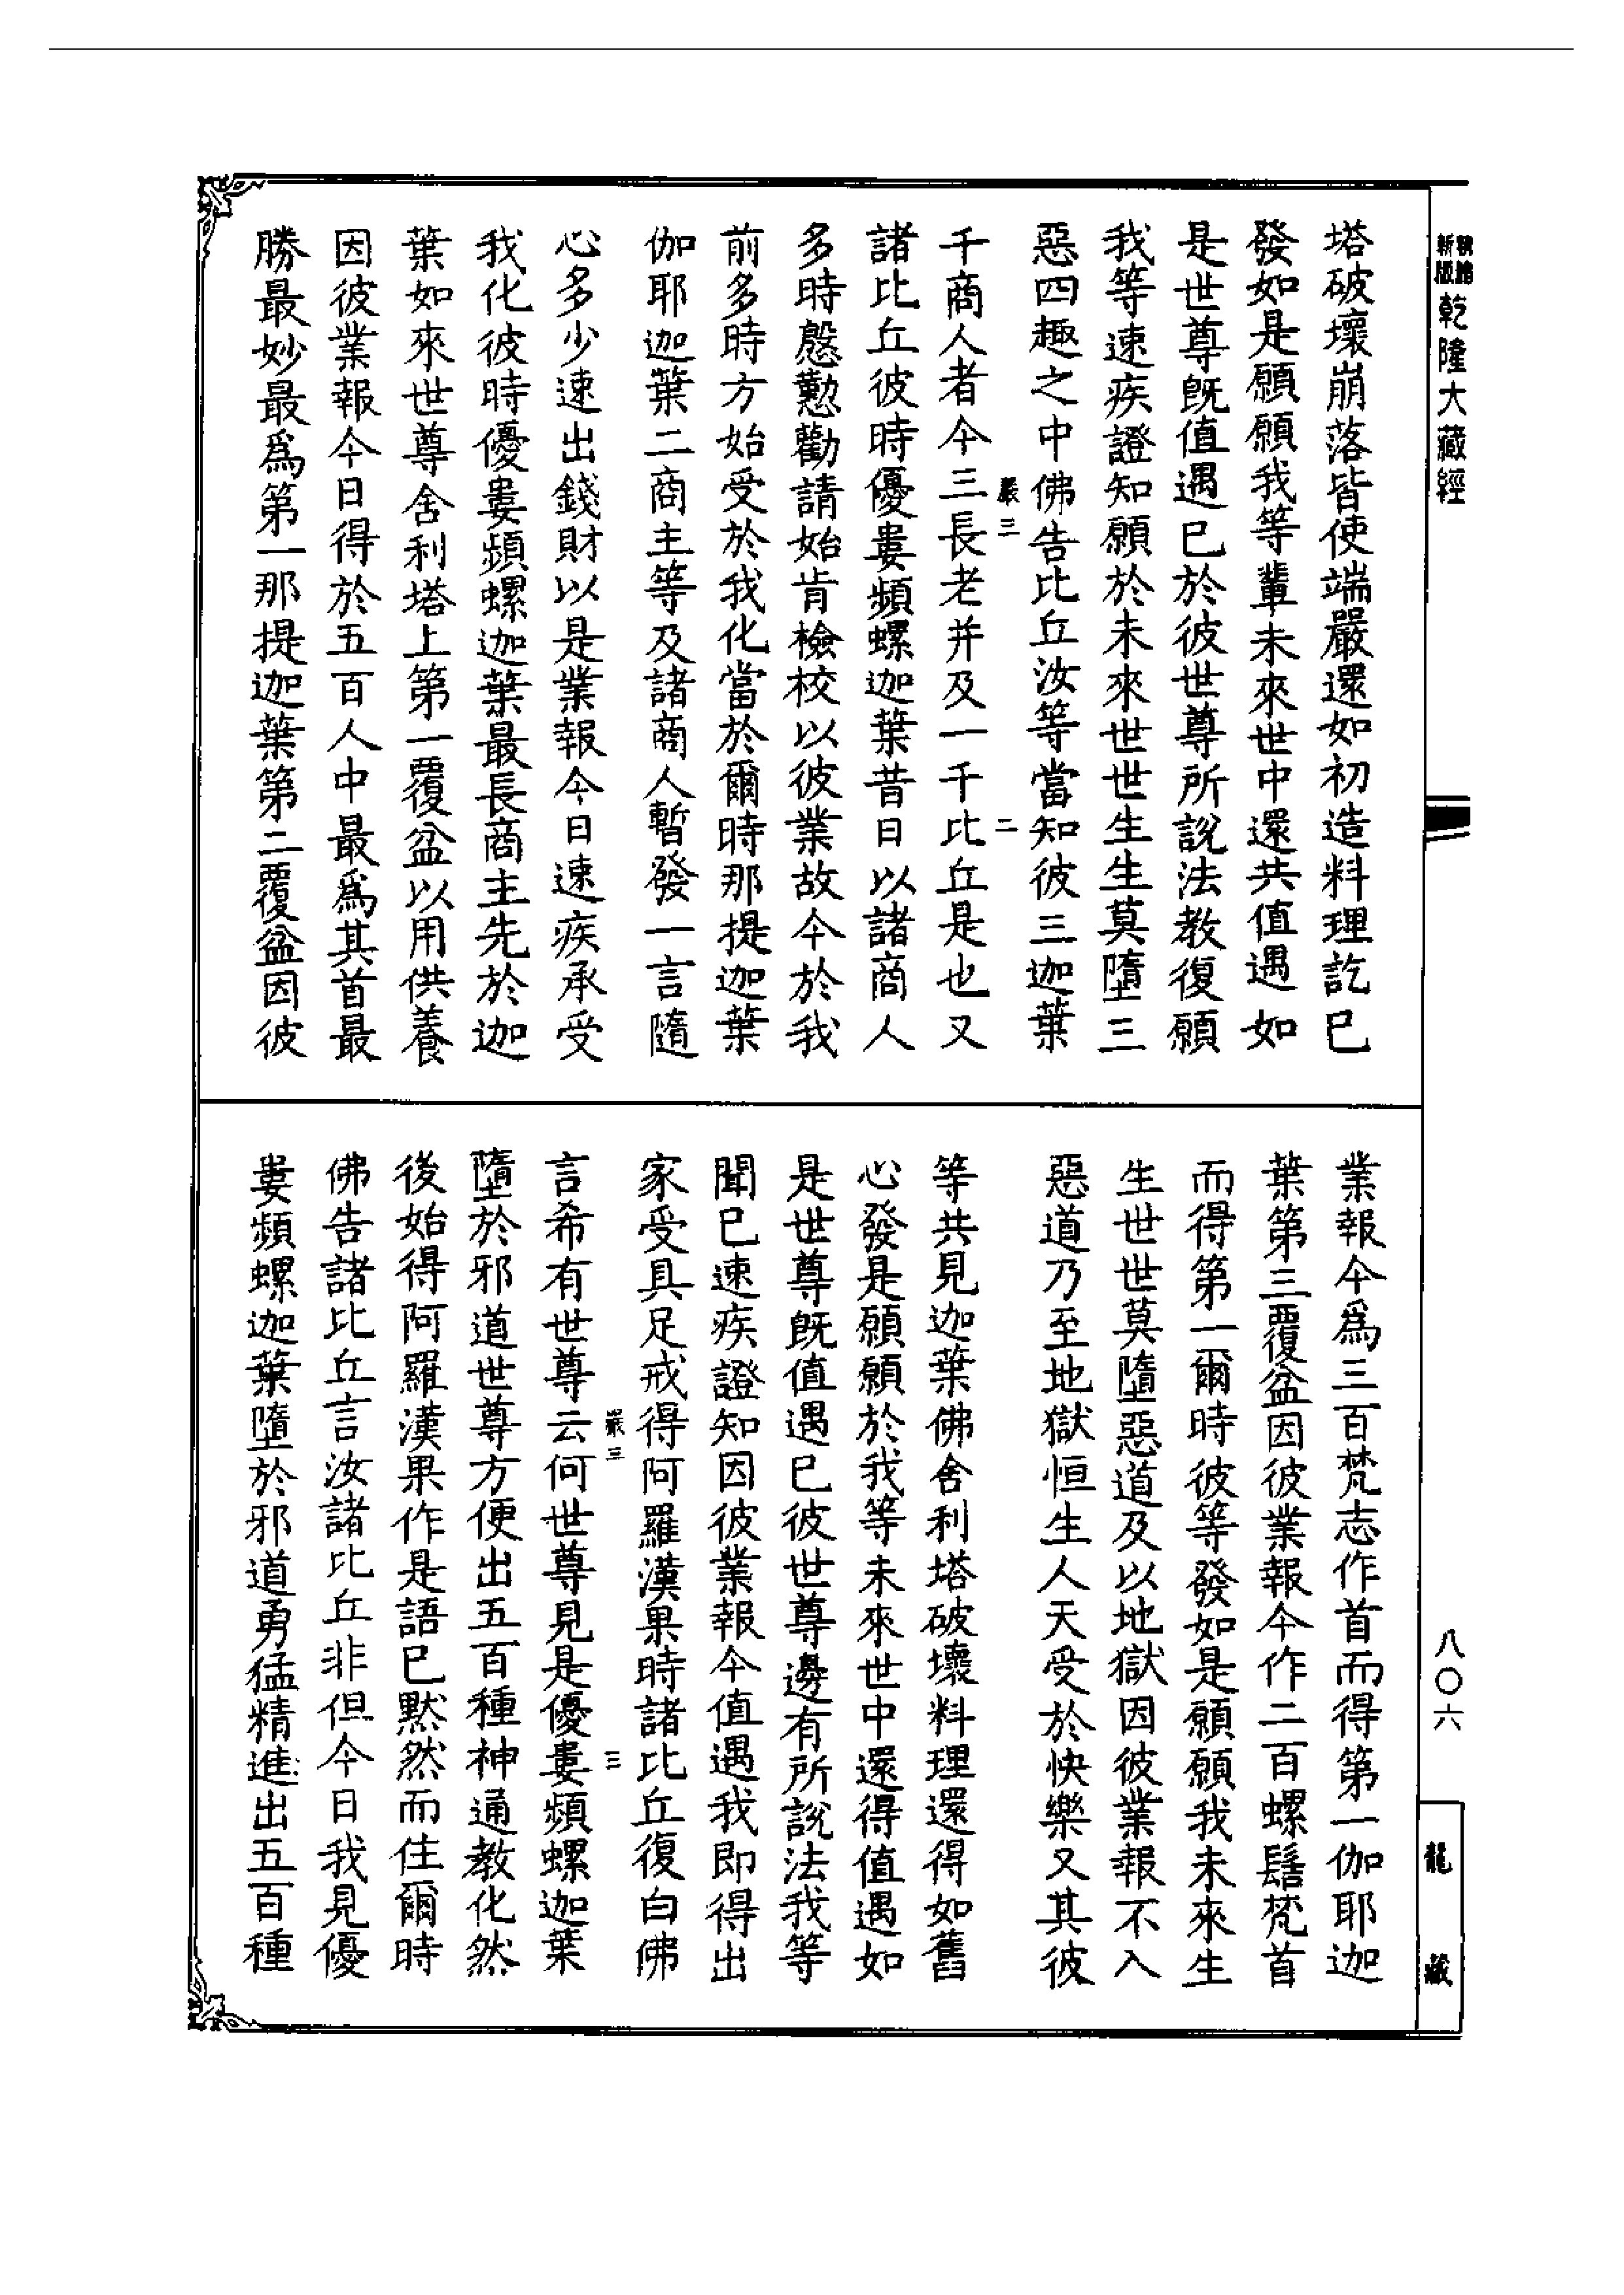 新版
乾隆大藏經
塔破壞崩落皆使端嚴還如初造料理訖已
發如是願願我等輩未來世中還共值遇如
是世尊既值遇已於彼世尊所說法教復願
我等速疾證知願於未來世世生生莫墮三
惡四趣之中佛告比丘汝等當知彼三迦葉
嚴三
二
千商人者今三長老并及一千比丘是也又
諸比丘彼時優婁頻螺迦葉昔日以諸商人
多時慇懃勸請始肯檢校以彼業故今於我
前多時方始受於我化當於爾時那提迦葉
伽耶迦葉二商主等及諸商人暫發一言隨
心多少速出錢財以是業報今日速疾承受
我化彼時優婁頻螺迦葉最長商主先於迦
葉如來世尊舍利塔上第一覆盆以用供養
因彼業報今日得於五百人中最爲其首最
勝最妙最爲第一那提迦葉第二覆盆因彼
業報今爲三百梵志作首而得第一伽耶迦
葉第三覆盆因彼業報今作二百螺髻梵首
而得第一爾時彼等發如是願願我未來生
生世世莫墮惡道及以地獄因彼業報不入
惡道乃至地獄恒生人天受於快樂又其彼
等共見迦葉佛舍利塔破壞料理還得如舊
心發是願願於我等未來世中還得值遇如
是世尊既值遇已彼世尊邊有所說法我等
聞已速疾證知因彼業報今值遇我即得出
家受具足戒得阿羅漢果時諸比丘復白佛
嚴三
三
言希有世尊云何世尊見是優婁頻螺迦葉
墮於邪道世尊方便出五百種神通教化然
後始得阿羅漢果作是語已默然而住爾時
佛告諸比丘言汝諸比丘非但今日我見優
婁頻螺迦葉墮於邪道勇猛精進出五百種
八〇六
龍藏